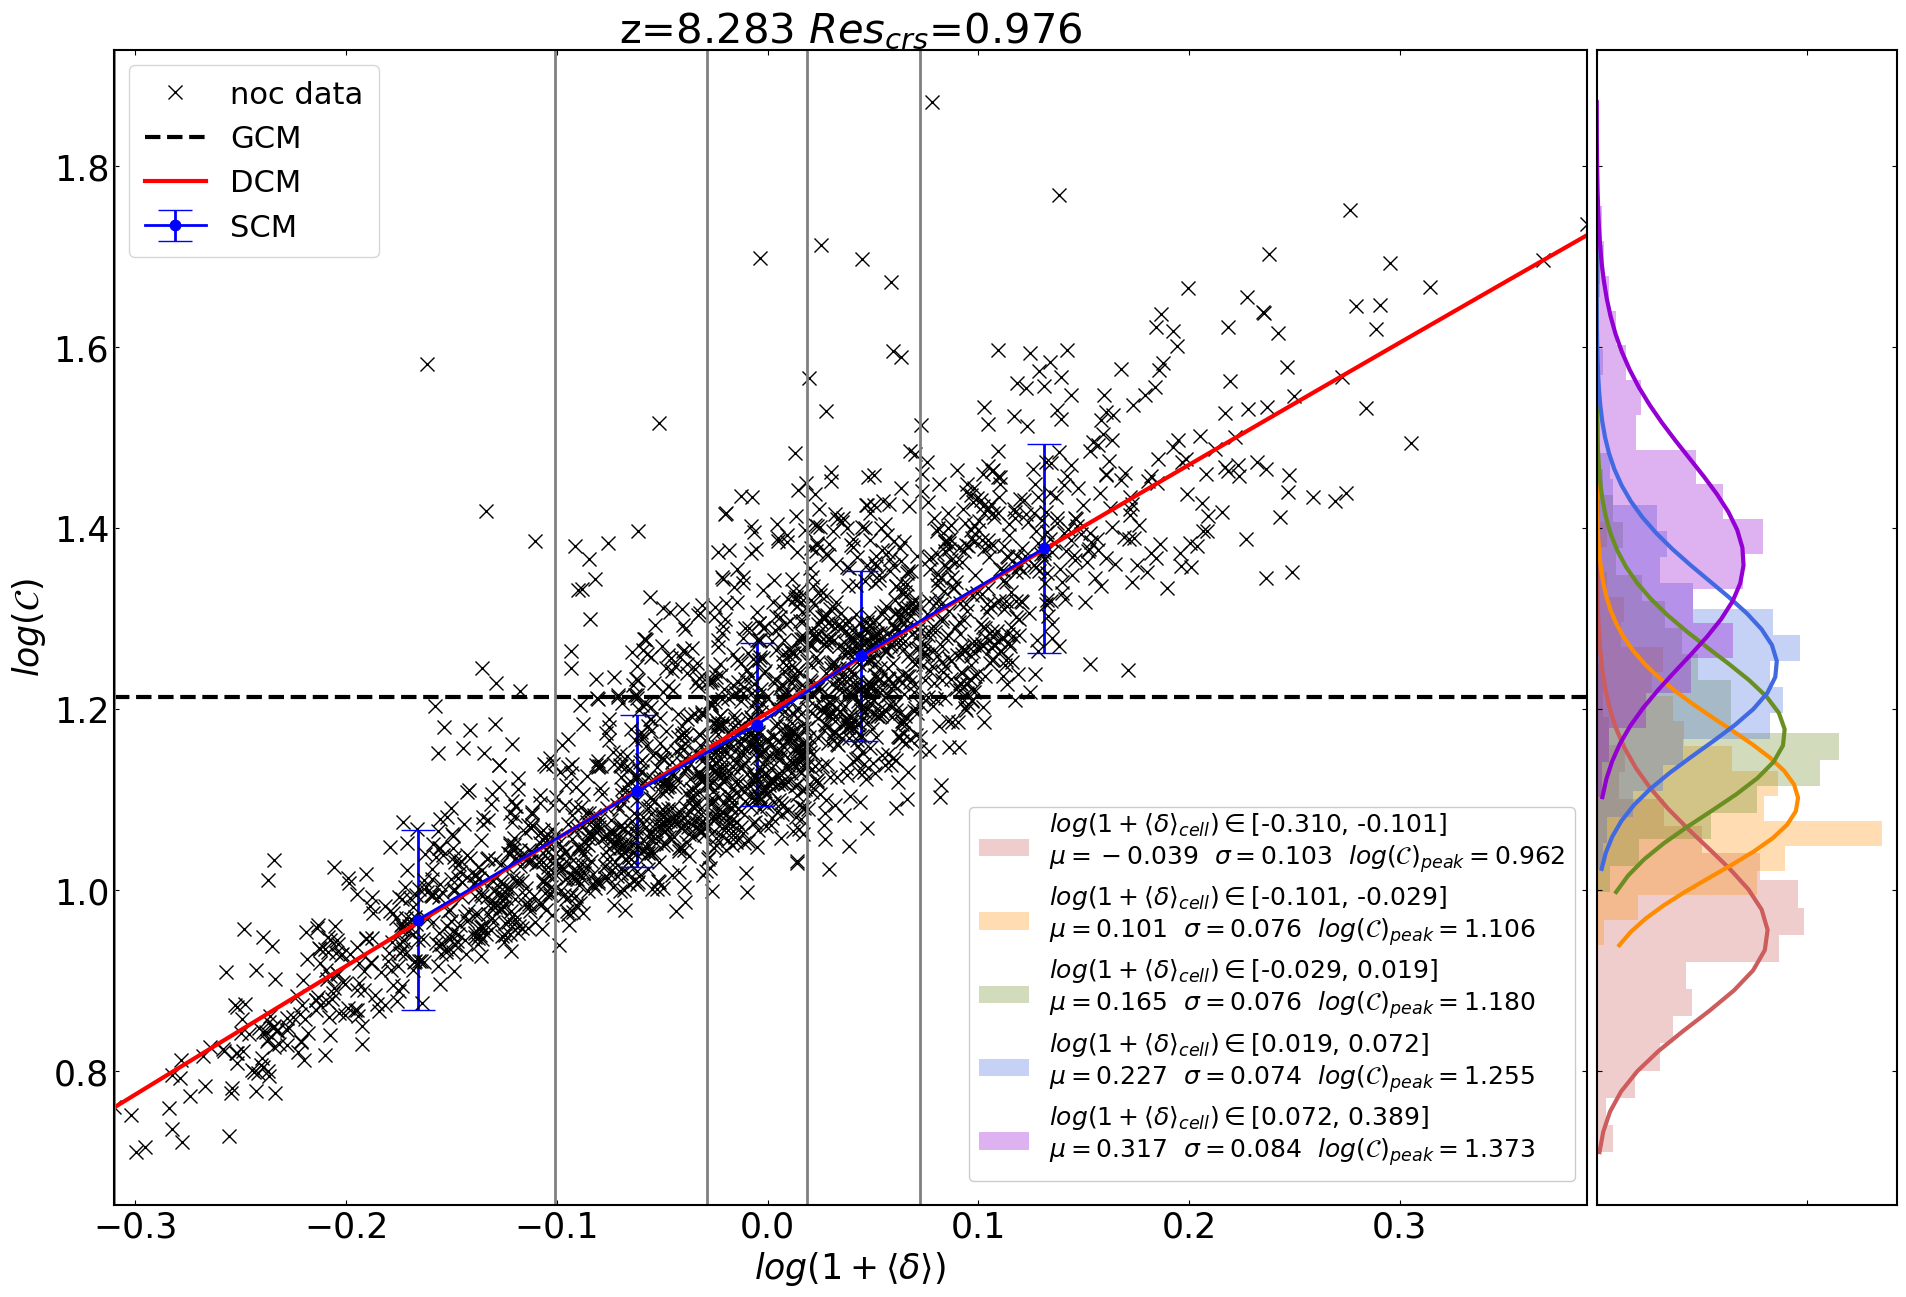 z=8.283 Res_crs=0.976
noc data
GCM
DCM
SCM
log(𝒞)
1.8
1.6
1.4
1.2
1.0
0.8
log(1 + ⟨δ⟩_cell) ∈ [-0.310, -0.101]
μ = −0.039 σ = 0.103 log(𝒞)_peak = 0.962
log(1 + ⟨δ⟩_cell) ∈ [-0.101, -0.029]
μ = 0.101 σ = 0.076 log(𝒞)_peak = 1.106
log(1 + ⟨δ⟩_cell) ∈ [-0.029, 0.019]
μ = 0.165 σ = 0.076 log(𝒞)_peak = 1.180
log(1 + ⟨δ⟩_cell) ∈ [0.019, 0.072]
μ = 0.227 σ = 0.074 log(𝒞)_peak = 1.255
log(1 + ⟨δ⟩_cell) ∈ [0.072, 0.389]
μ = 0.317 σ = 0.084 log(𝒞)_peak = 1.373
−0.3 −0.2 −0.1 0.0 0.1 0.2 0.3
log(1 + ⟨δ⟩)